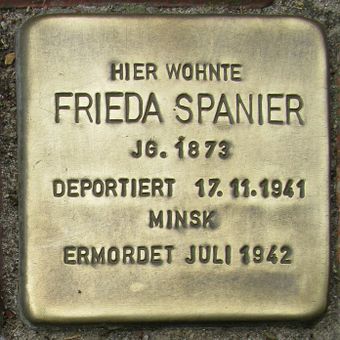 HIER WOHNTE
FRIEDA SPANIER
JG. 1873
DEPORTIERT 17.11.1941
MINSK
ERMORDET JULI 1942